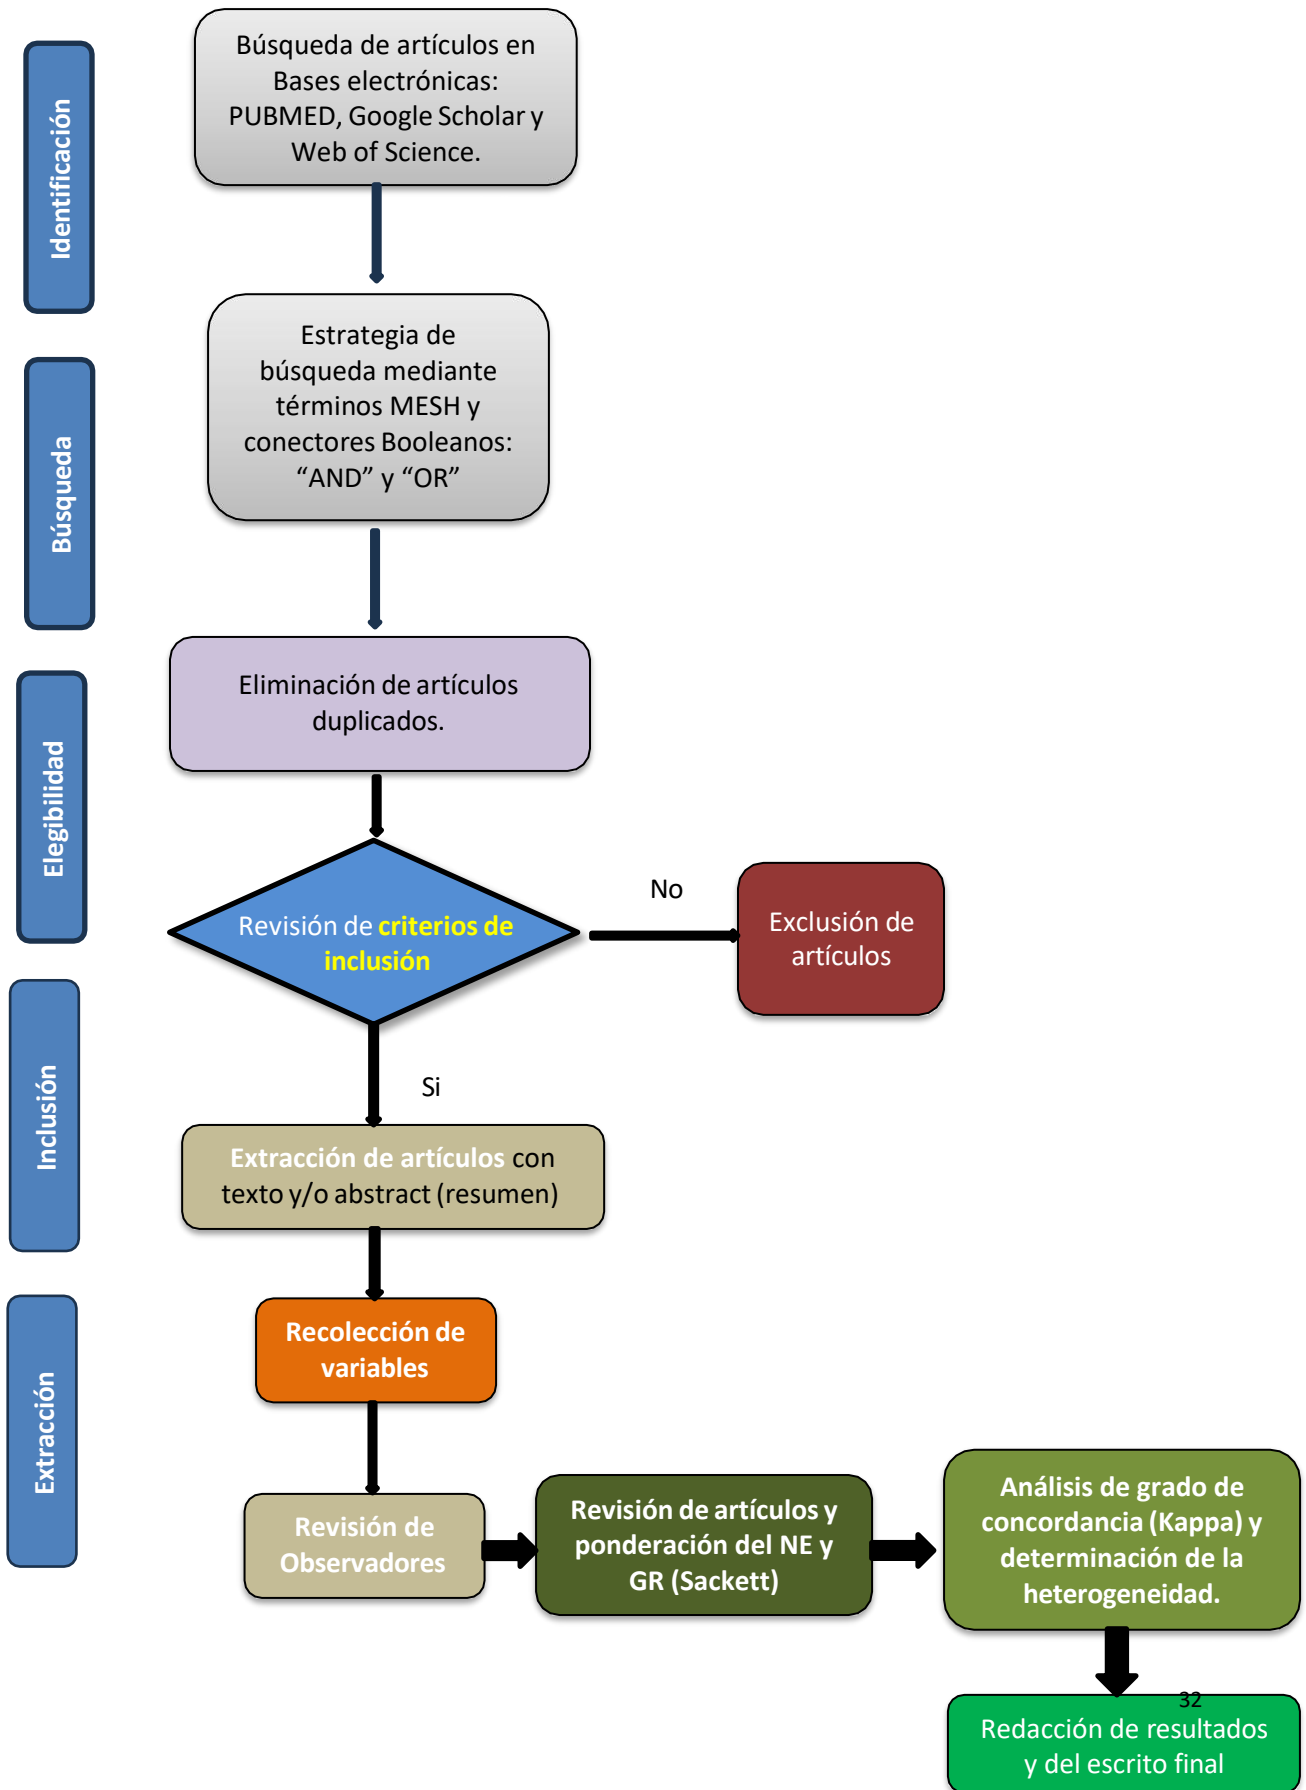 Identificación
Búsqueda de artículos en
Bases electrónicas:
PUBMED, Google Scholar y
Web of Science.
Búsqueda
Estrategia de
búsqueda mediante
términos MESH y
conectores Booleanos:
“AND” y “OR”
Elegibilidad
Eliminación de artículos
duplicados.
Revisión de criterios de
inclusión
No
Exclusión de
artículos
Inclusión
Si
Extracción de artículos con
texto y/o abstract (resumen)
Extracción
Recolección de
variables
Revisión de
Observadores
Revisión de artículos y
ponderación del NE y
GR (Sackett)
Análisis de grado de
concordancia (Kappa) y
determinación de la
heterogeneidad.
32
Redacción de resultados
y del escrito final